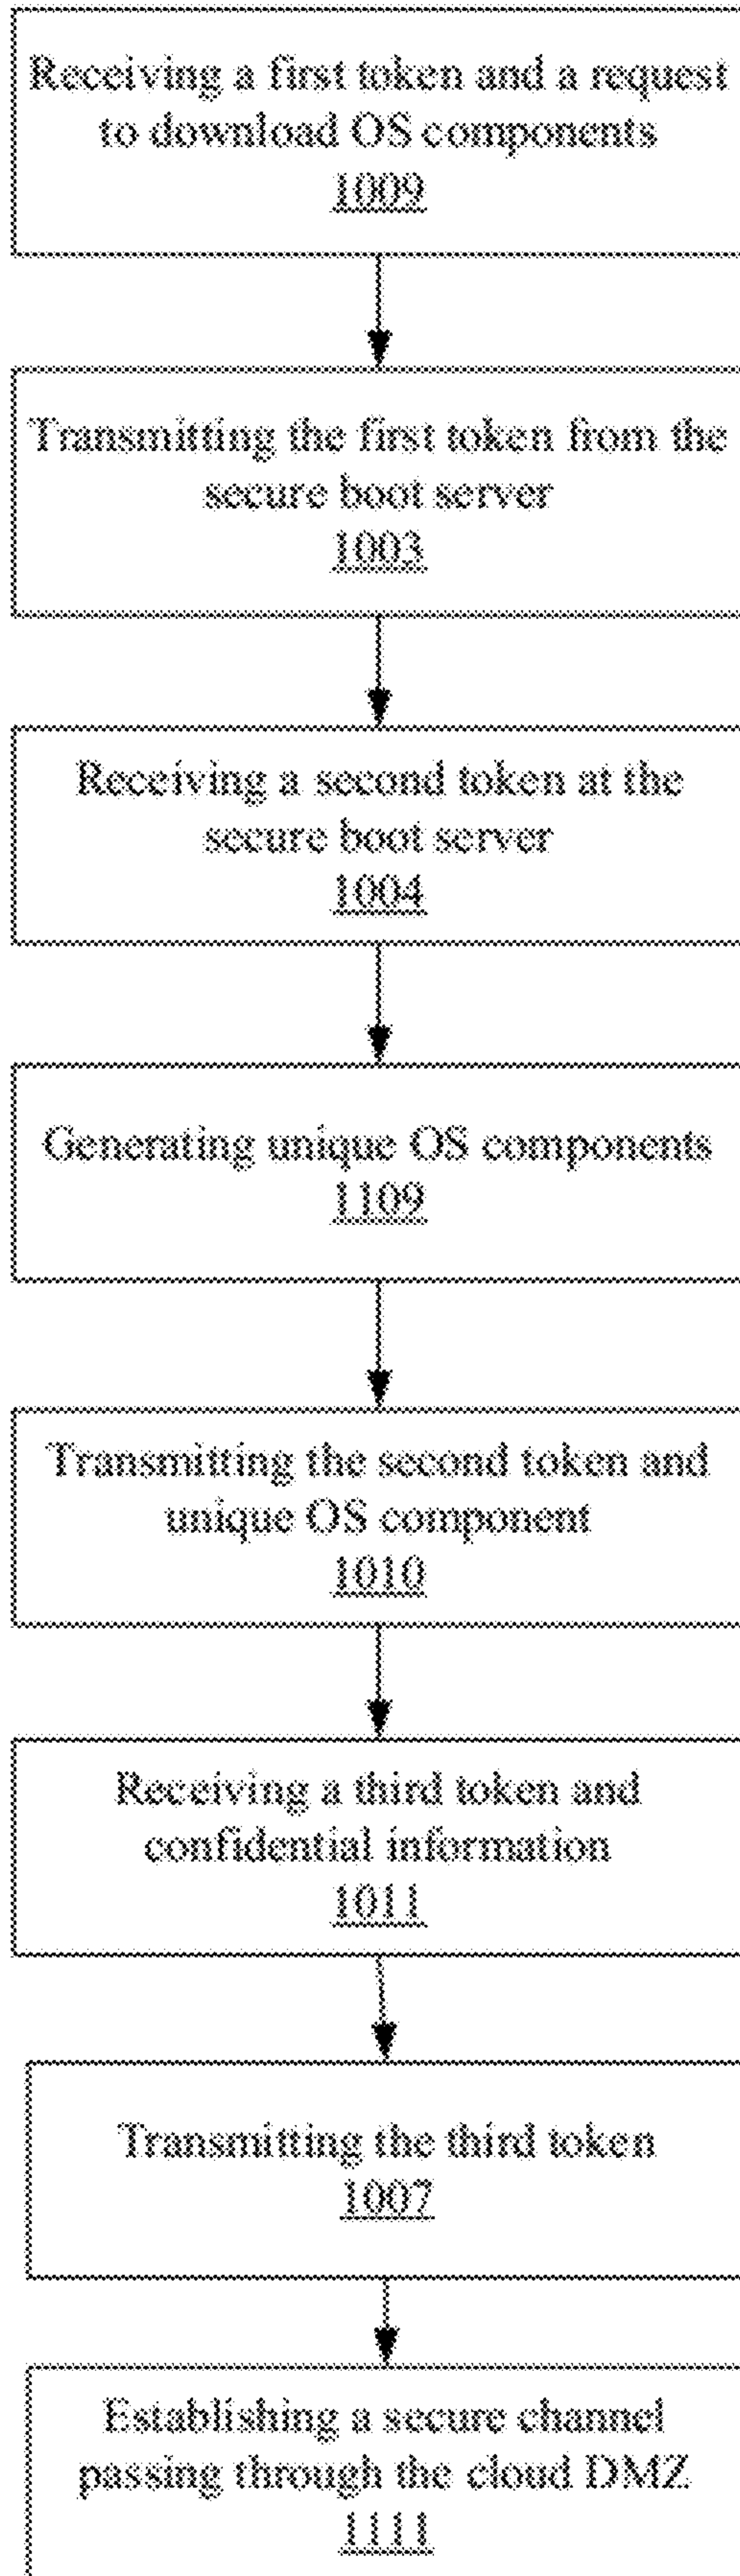 Receiving a first token and a request
to download OS components
1009
Transmitting the first token from the
secure boot server
1003
Receiving a second token at the
secure boot server
1004
Generating unique OS components
1109
Transmitting the second token and
unique OS component
1010
Receiving a third token and
confidential information
1011
Transmitting the third token
1007
Establishing a secure channel
passing through the cloud DMZ
1111